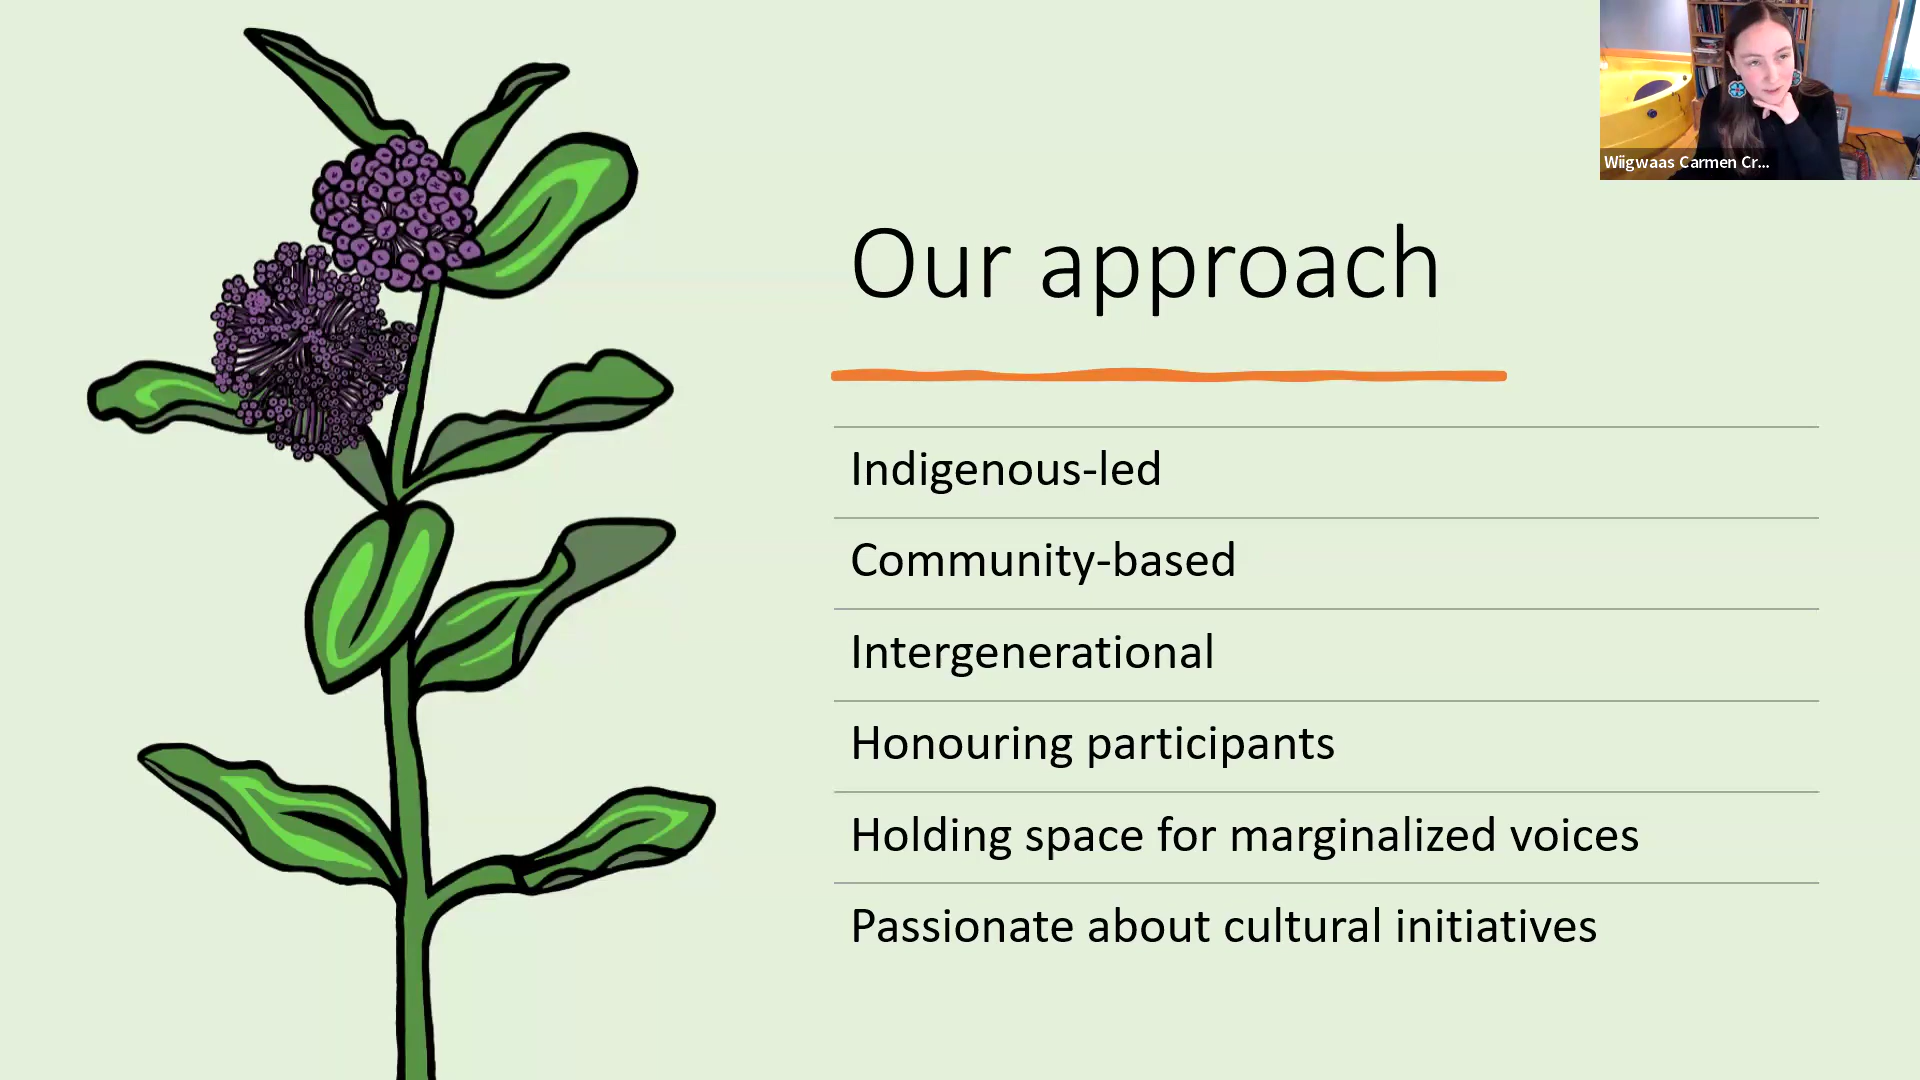 Wiigwaas Carmen Cr...
Our approach
Indigenous-led
Community-based
Intergenerational
Honouring participants
Holding space for marginalized voices
Passionate about cultural initiatives